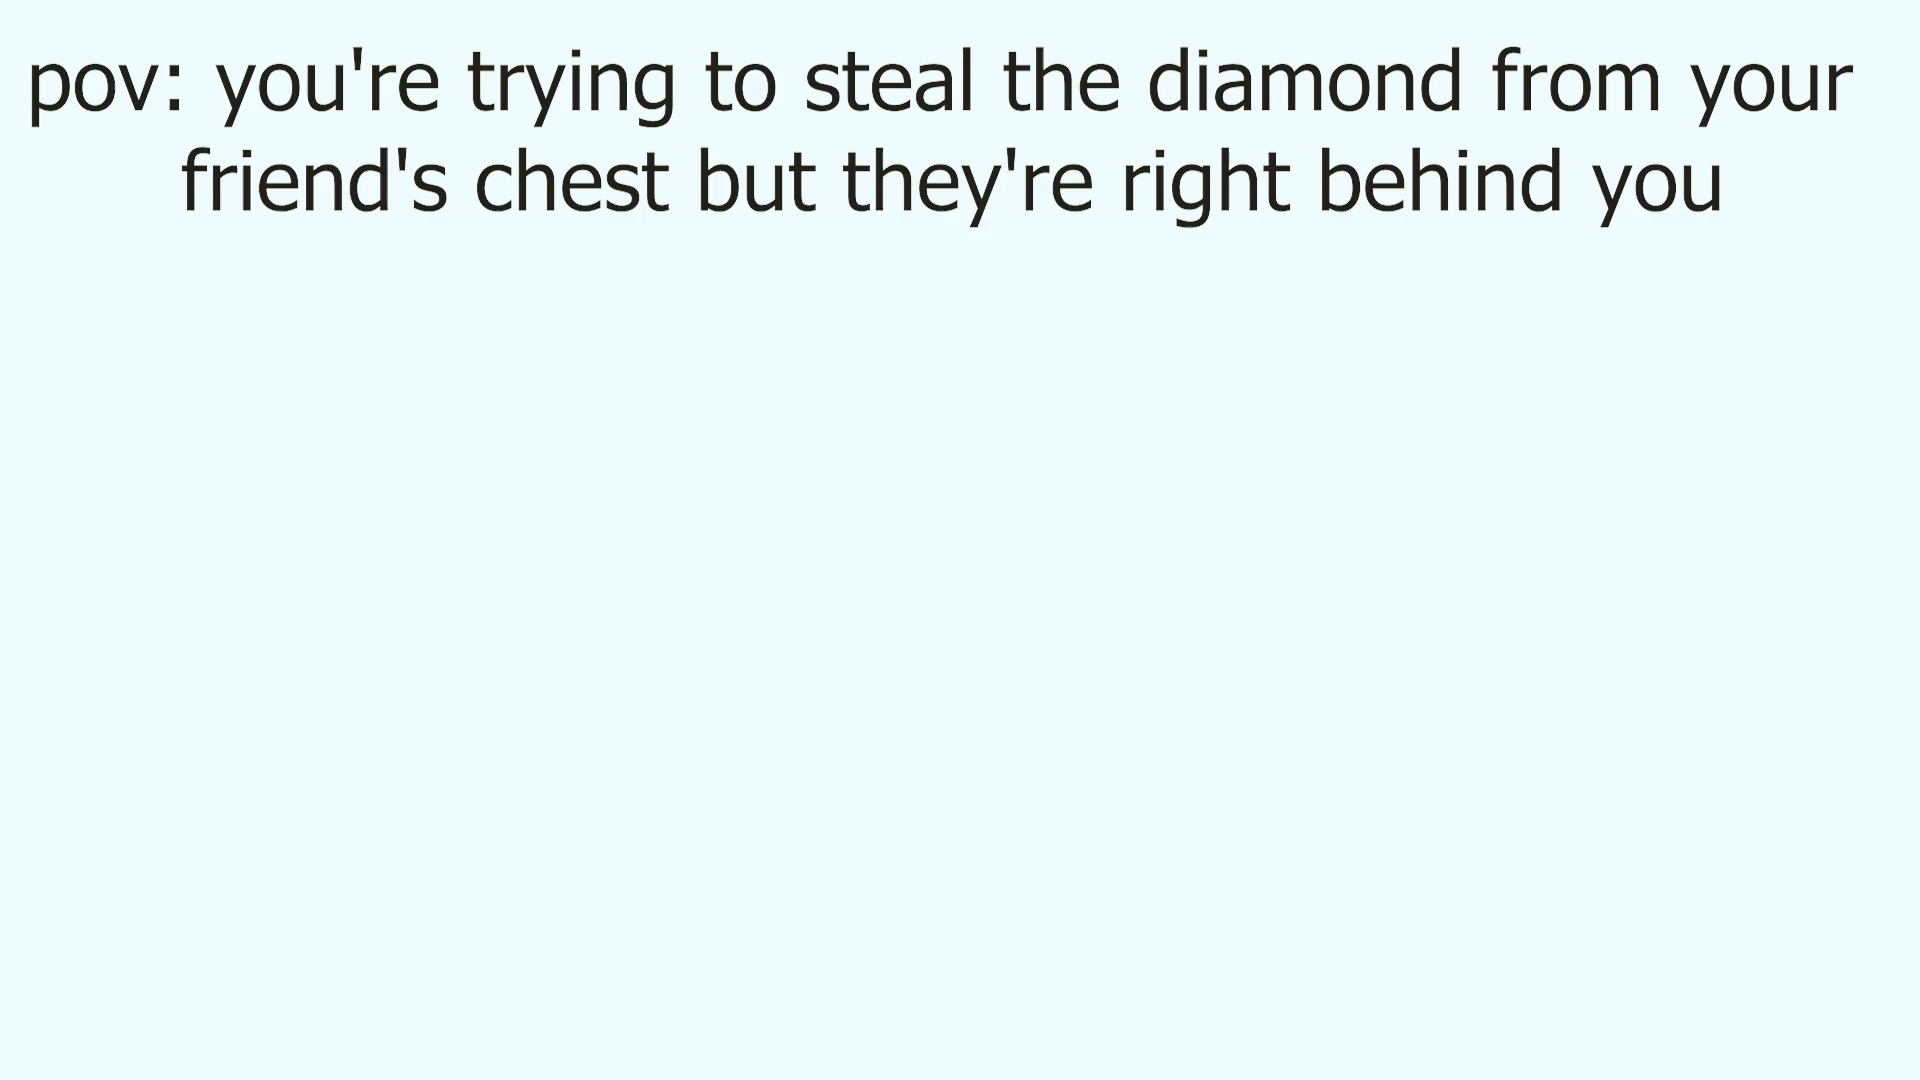 pov: you're trying to steal the diamond from your
friend's chest but they're right behind you